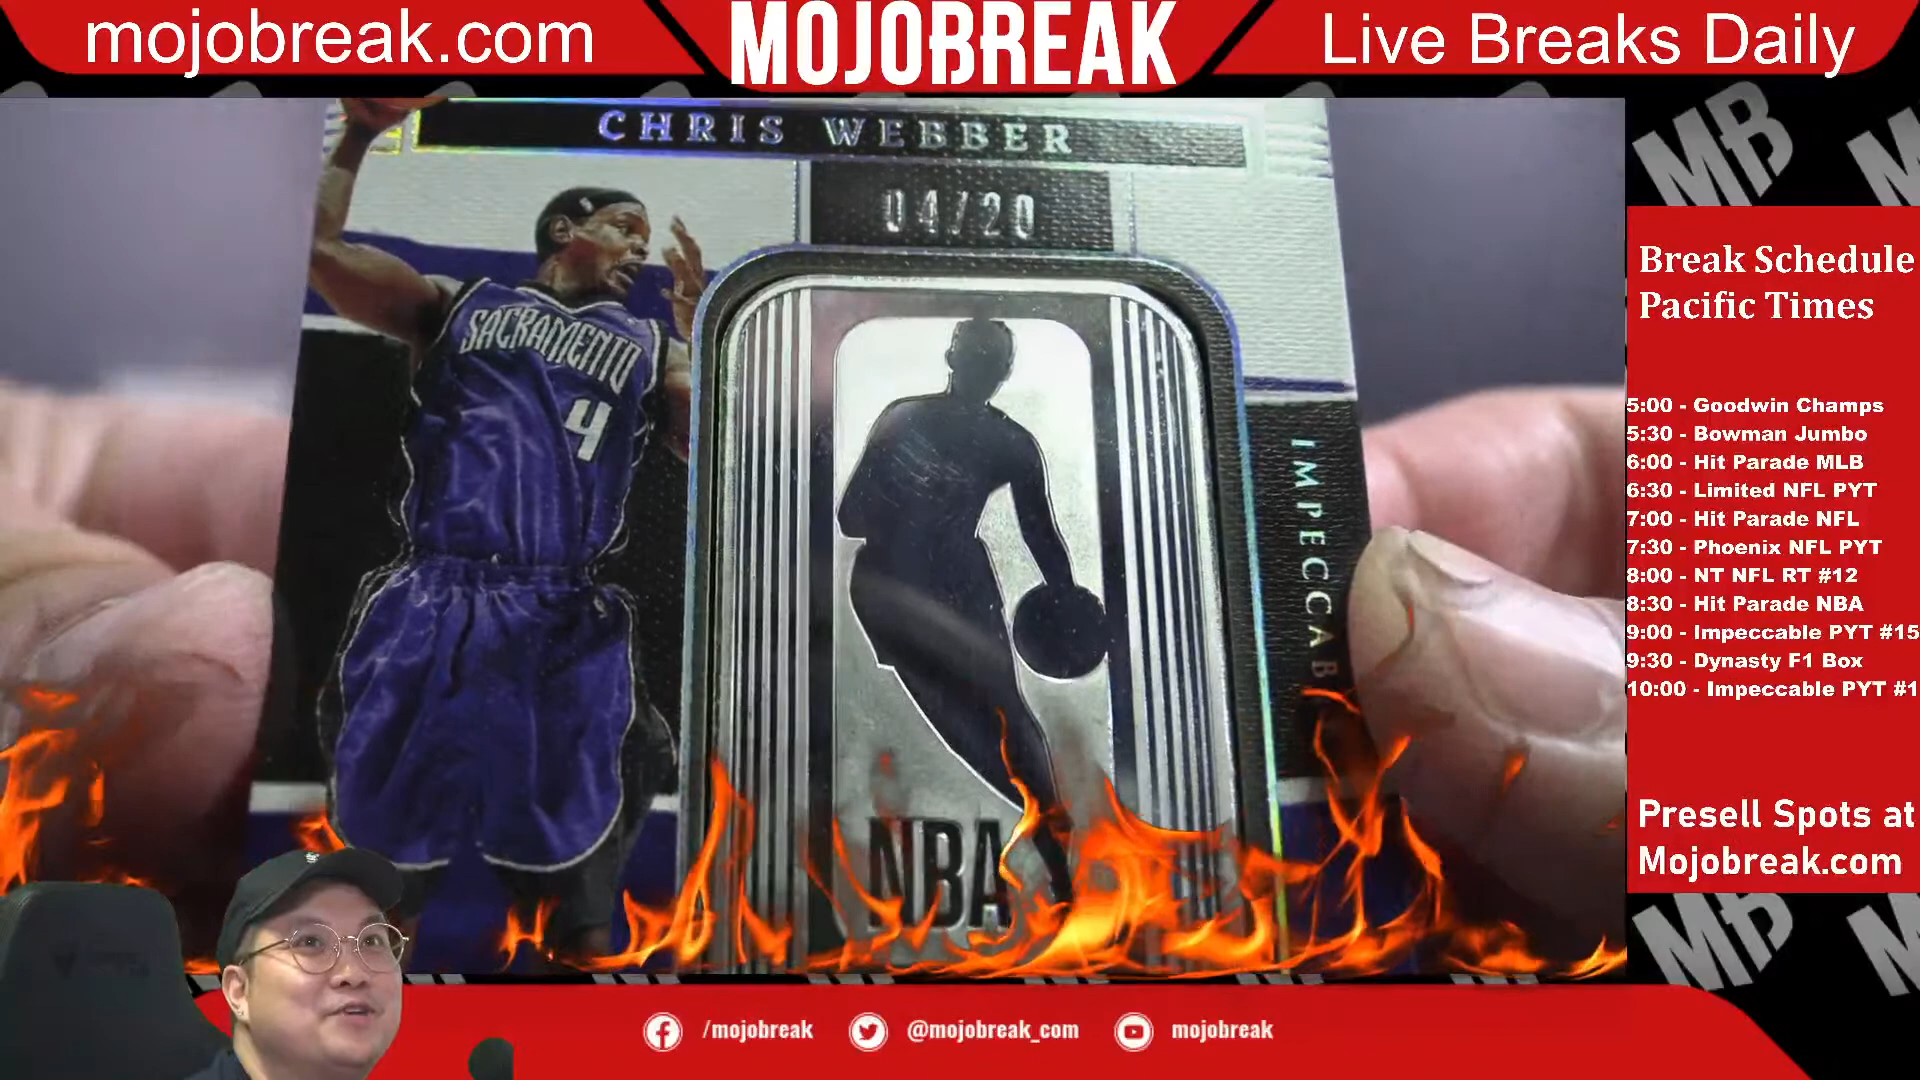 mojobreak.com
MOJOBREAK
Live Breaks Daily
CHRIS WEBBER
04/20
SACRAMENTO
4
IMPECCAB
NBA
MB
Break Schedule
Pacific Times
5:00 - Goodwin Champs
5:30 - Bowman Jumbo
6:00 - Hit Parade MLB
6:30 - Limited NFL PYT
7:00 - Hit Parade NFL
7:30 - Phoenix NFL PYT
8:00 - NT NFL RT #12
8:30 - Hit Parade NBA
9:00 - Impeccable PYT #15
9:30 - Dynasty F1 Box
10:00 - Impeccable PYT #1
Presell Spots at
Mojobreak.com
MB
/mojobreak
@mojobreak_com
mojobreak